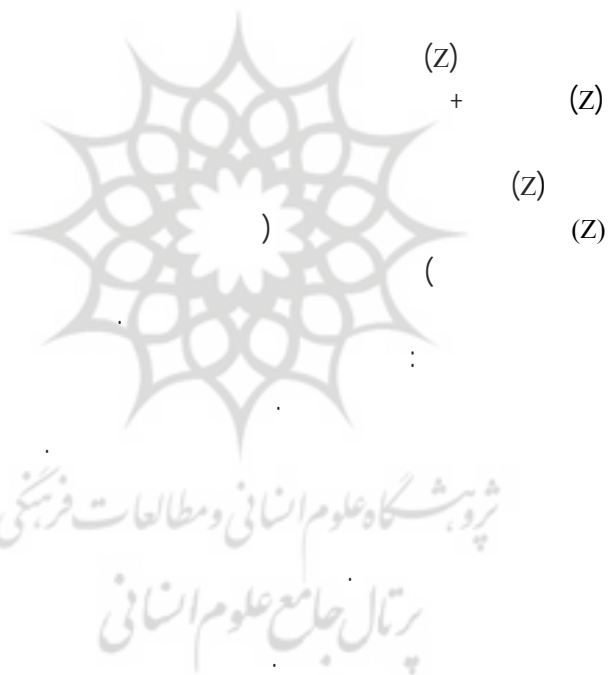 (Z)
+ (Z)
(Z)
) (Z)
(
.
:
.
.
پژوهشگاه علوم انسانی و مطالعات فرهنگی
.
پرتال جامع علوم انسانی
.